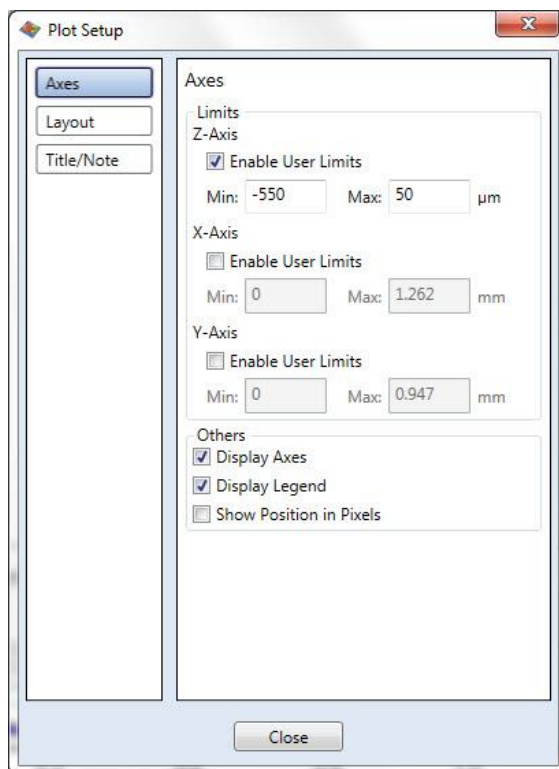 Plot Setup
Axes
Layout
Title/Note
Axes
Limits
Z-Axis
Enable User Limits
Min: -550 Max: 50 µm
X-Axis
Enable User Limits
Min: 0 Max: 1.262 mm
Y-Axis
Enable User Limits
Min: 0 Max: 0.947 mm
Others
Display Axes
Display Legend
Show Position in Pixels
Close